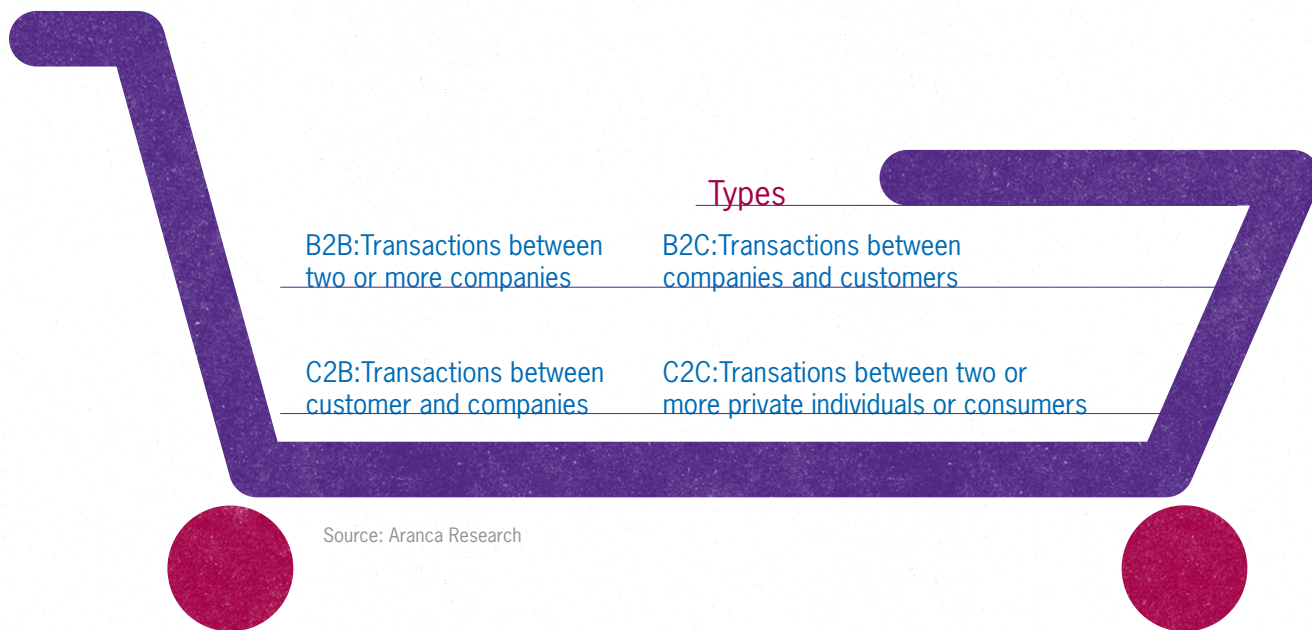 Types
B2B:Transactions between
two or more companies
B2C:Transactions between
companies and customers
C2B:Transactions between
customer and companies
C2C:Transations between two or
more private individuals or consumers
Source: Aranca Research